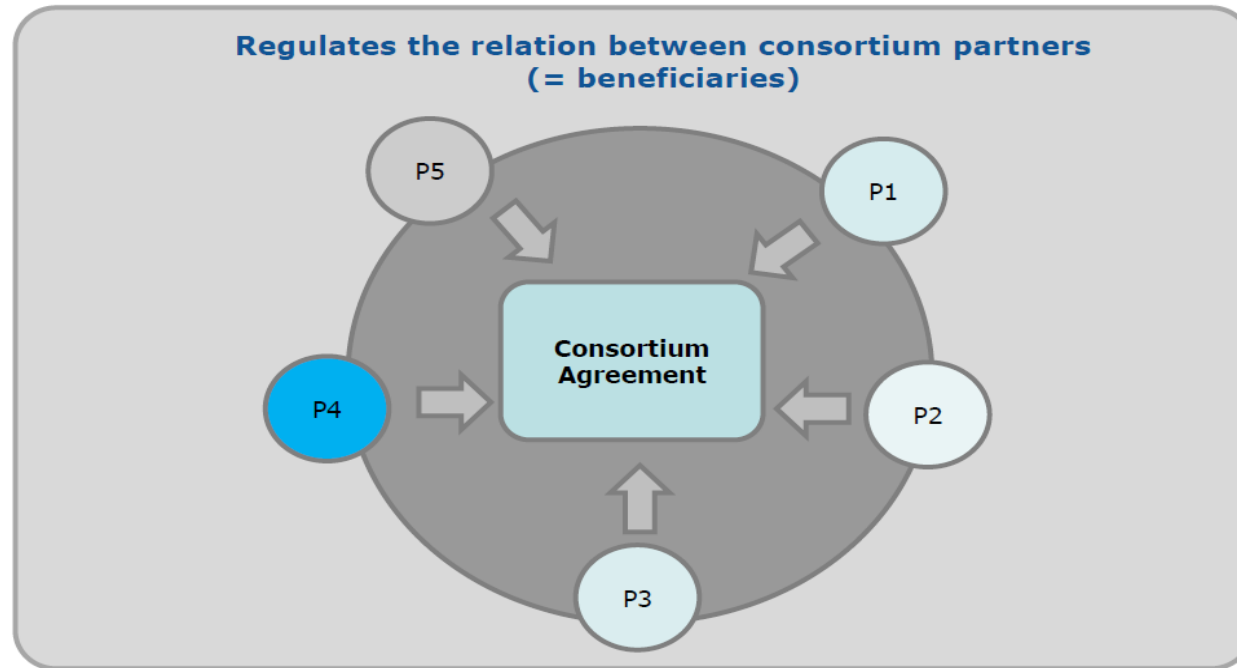 Regulates the relation between consortium partners
(= beneficiaries)
P5
P1
Consortium
Agreement
P4
P2
P3